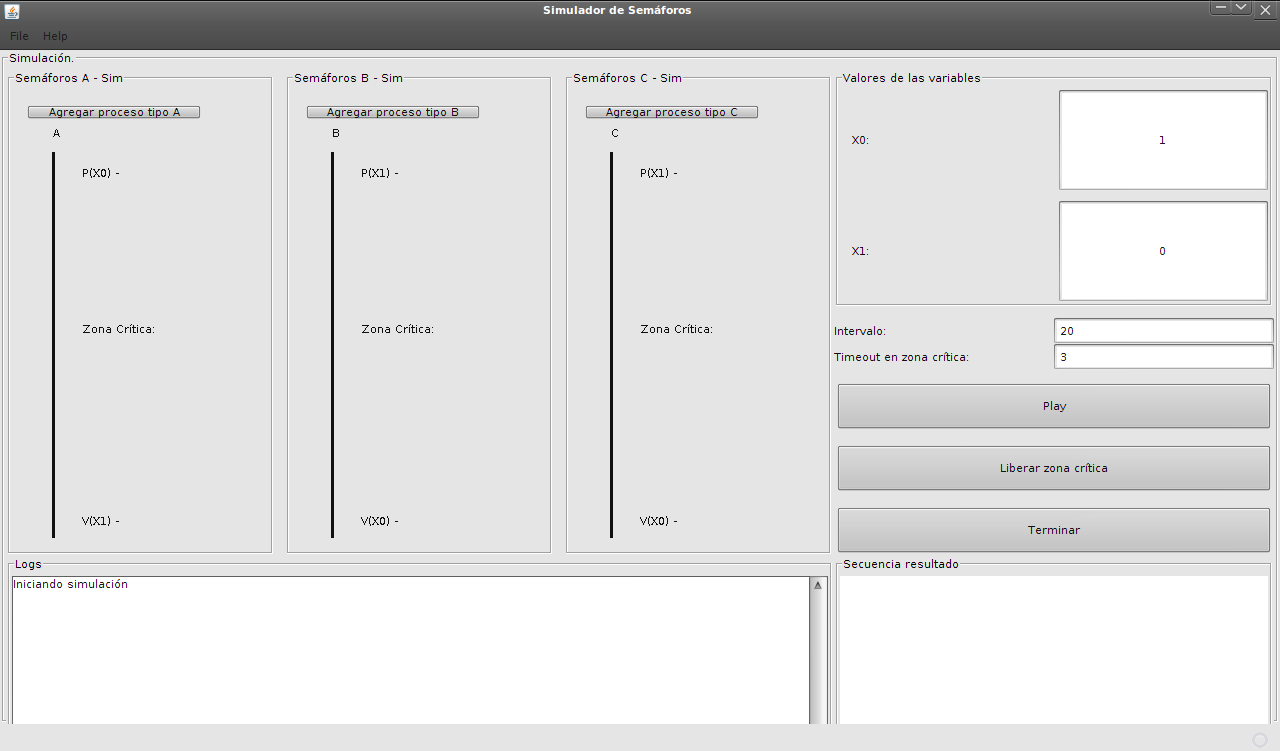 Simulador de Semáforos
File Help
Simulación.
Semáforos A - Sim
Agregar proceso tipo A
A
P(X0) -
Zona Crítica:
V(X1) -
Semáforos B - Sim
Agregar proceso tipo B
B
P(X1) -
Zona Crítica:
V(X0) -
Semáforos C - Sim
Agregar proceso tipo C
C
P(X1) -
Zona Crítica:
V(X0) -
Valores de las variables
X0: 1
X1: 0
Intervalo: 20
Timeout en zona crítica: 3
Play
Liberar zona crítica
Terminar
Logs
Iniciando simulación
Secuencia resultado